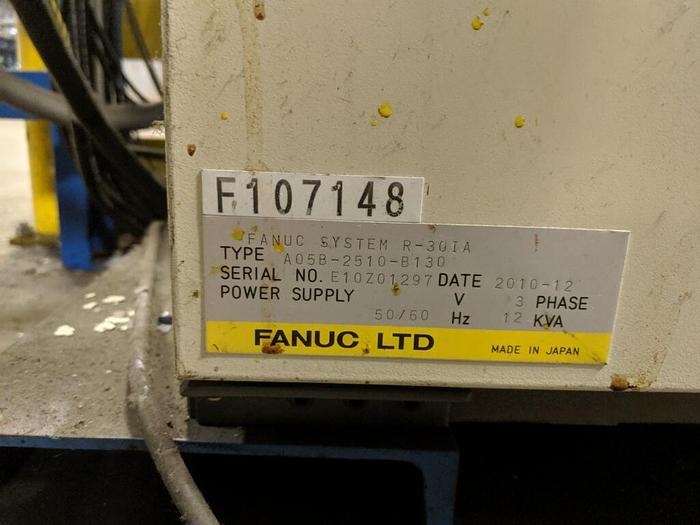 F107148
FANUC SYSTEM R-30IA
TYPE A05B-2510-B130
SERIAL NO. E10Z01297 DATE 2010-12
POWER SUPPLY V 3 PHASE
50/60 Hz 12 KVA
FANUC LTD MADE IN JAPAN